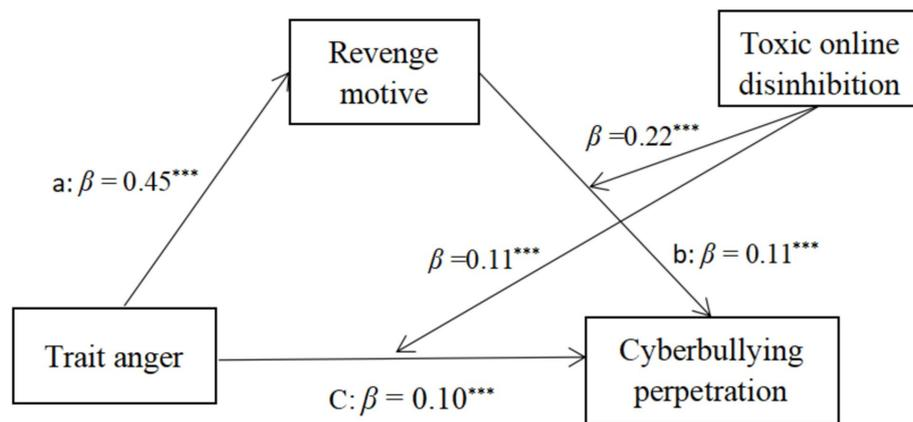 Revenge
motive
Toxic online
disinhibition
β =0.22***
a: β = 0.45***
β =0.11***
b: β = 0.11***
Trait anger
Cyberbullying
perpetration
C: β = 0.10***